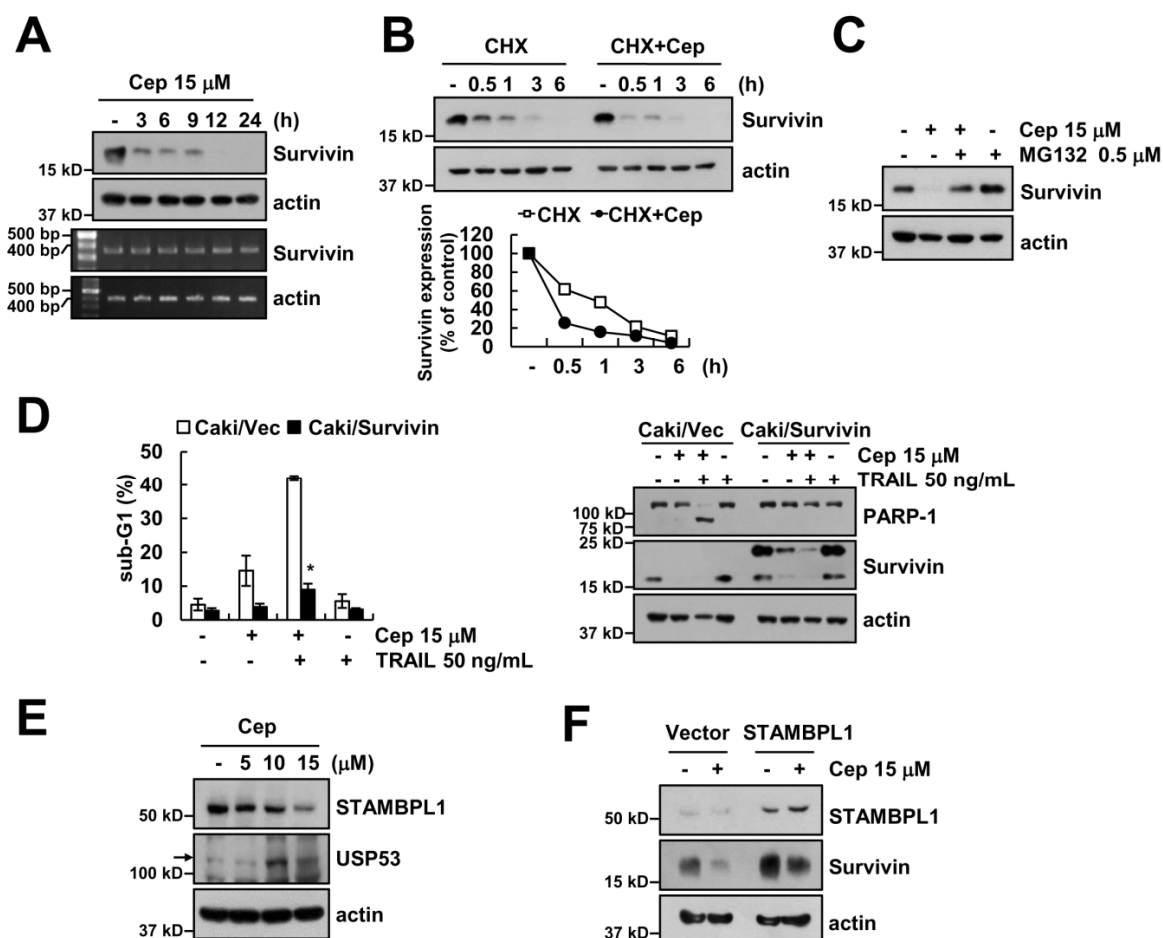 A
Cep 15 μM
- 3 6 9 12 24 (h)
Survivin
15 kD
actin
37 kD
500 bp
400 bp
Survivin
500 bp
400 bp
actin
B
CHX CHX+Cep
- 0.5 1 3 6 - 0.5 1 3 6 (h)
Survivin
15 kD
actin
37 kD
CHX CHX+Cep
Survivin expression
(% of control)
120
100
80
60
40
20
0
- 0.5 1 3 6 (h)
C
- + + - Cep 15 μM
- - + + MG132 0.5 μM
Survivin
15 kD
actin
37 kD
D
Caki/Vec Caki/Survivin
sub-G1 (%)
50
40
30
20
10
0
*
- + + - Cep 15 μM
- - + + TRAIL 50 ng/mL
Caki/Vec Caki/Survivin
- + + - - + + - Cep 15 μM
- - + + - - + + TRAIL 50 ng/mL
PARP-1
100 kD
75 kD
25 kD
Survivin
15 kD
actin
37 kD
E
Cep
- 5 10 15 (μM)
STAMBPL1
50 kD
USP53
100 kD
actin
37 kD
F
Vector STAMBPL1
- + - + Cep 15 μM
STAMBPL1
50 kD
Survivin
15 kD
actin
37 kD